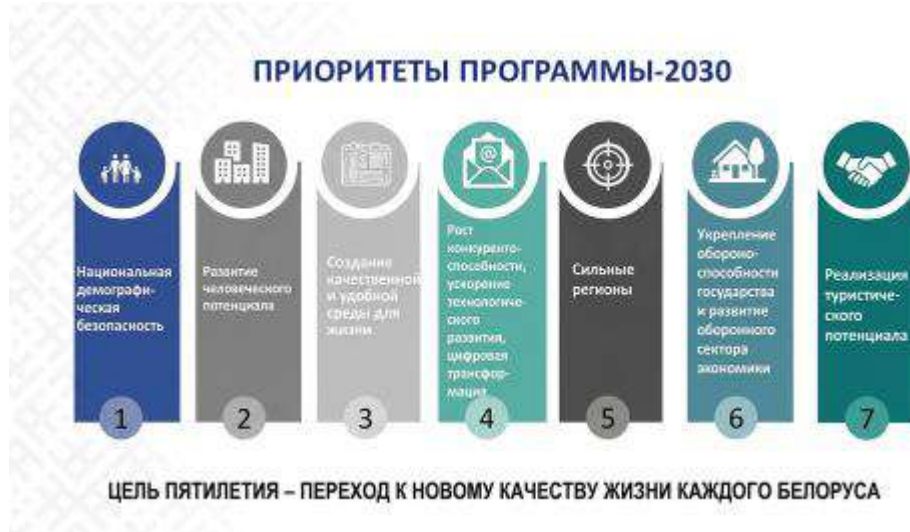 ПРИОРИТЕТЫ ПРОГРАММЫ-2030
@
Национальная
демографи-
ческая
безопасность
1
Развитие
человеческого
потенциала
2
Создание
качественной
и удобной
среды для
жизни
3
Рост
конкуренто-
способности,
ускорение
технологиче-
ского
развития,
цифровая
трансфор-
мация
4
Сильные
регионы
5
Укрепление
обороно-
способности
государства
и развитие
оборонного
сектора
экономики
6
Реализация
туристиче-
ского
потенциала
7
ЦЕЛЬ ПЯТИЛЕТИЯ – ПЕРЕХОД К НОВОМУ КАЧЕСТВУ ЖИЗНИ КАЖДОГО БЕЛОРУСА